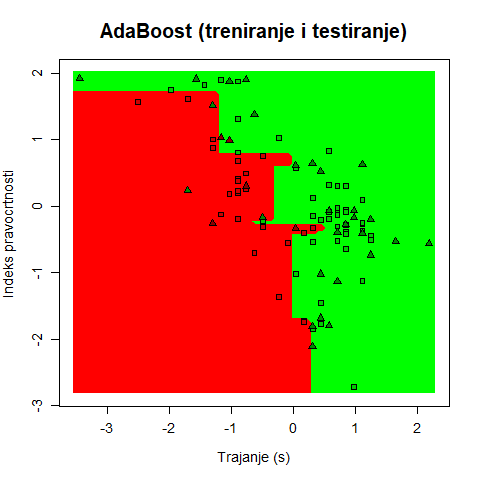 AdaBoost (treniranje i testiranje)
Indeks pravocrtnosti
2
1
0
-1
-2
-3
-3 -2 -1 0 1 2
Trajanje (s)